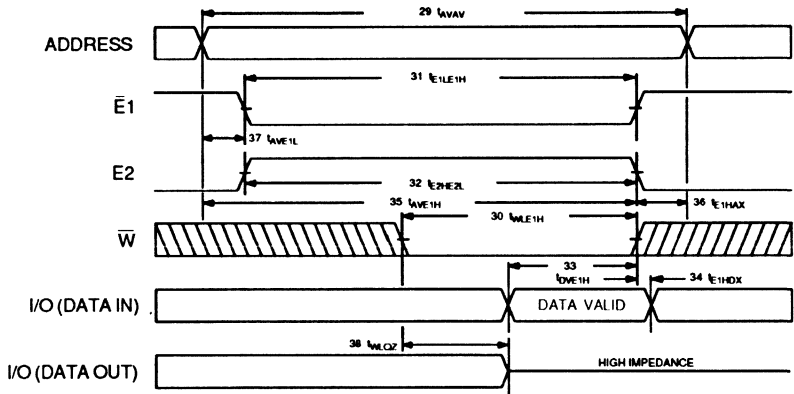 29 tAVAV
ADDRESS
31 tE1LE1H
E̅1
37 tAVE1L
E2
32 tE2HE2L
35 tAVE1H
36 tE1HAX
30 tWLE1H
W̅
33
tDVE1H
34 tE1HDX
I/O (DATA IN)
DATA VALID
38 tWLQZ
I/O (DATA OUT)
HIGH IMPEDANCE